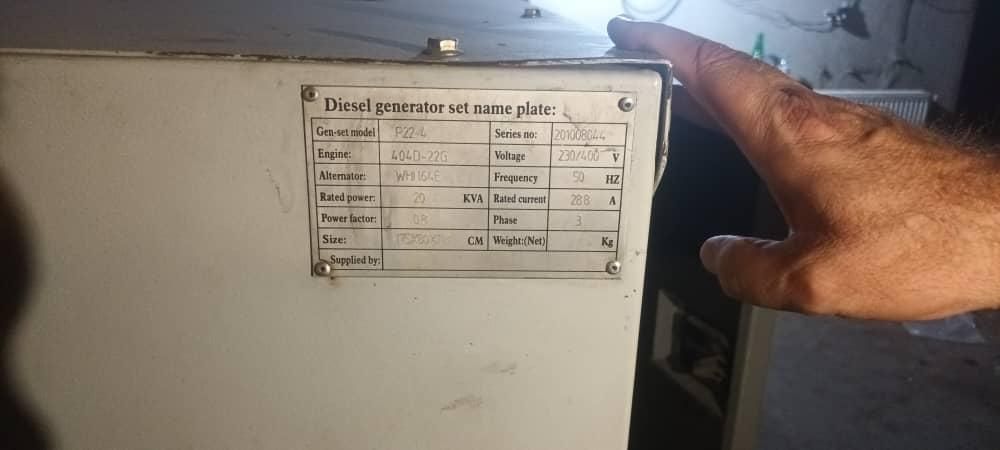 Diesel generator set name plate:
Gen-set model P22-4 Series no: 201008044
Engine: 404D-22G Voltage 230/400 V
Alternator: WHI164E Frequency 50 HZ
Rated power: 20 KVA Rated current 28.8 A
Power factor: 0.8 Phase 3
Size: CM Weight:(Net) Kg
Supplied by: